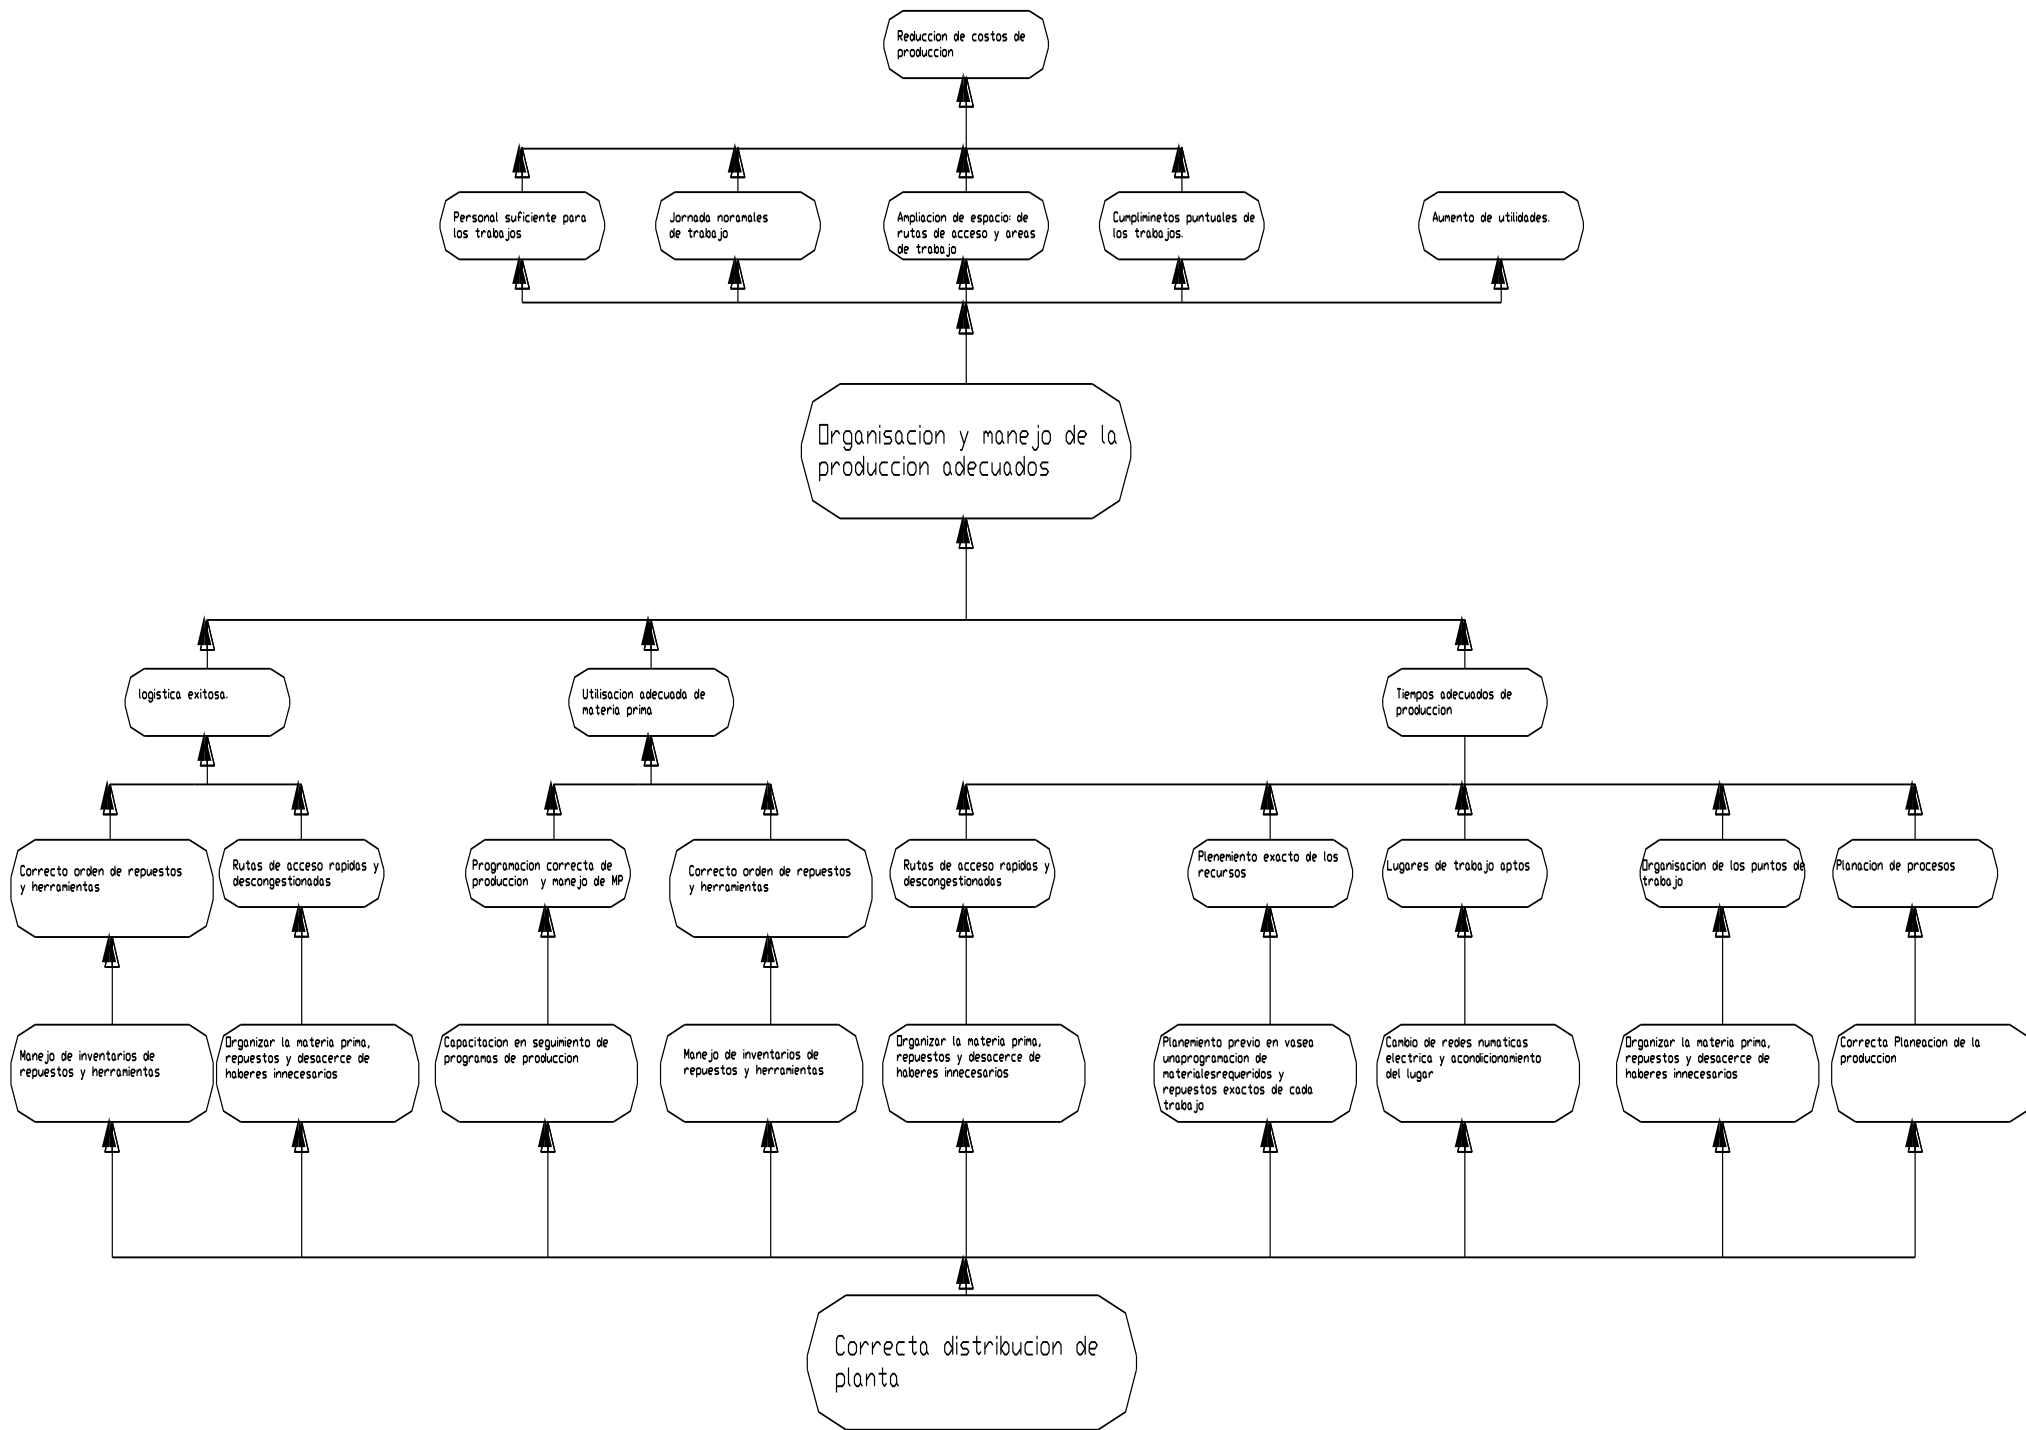 Reduccion de costos de
produccion
Personal suficiente para
los trabajos
Jornada noramales
de trabajo
Ampliacion de espacio: de
rutas de acceso y areas
de trabajo
Cumpliminetos puntuales de
los trabajos.
Aumento de utilidades.
Organisacion y manejo de la
produccion adecuados
logistica exitosa.
Utilisacion adecuada de
materia prima
Tiempos adecuados de
produccion
Correcto orden de repuestos
y herramientas
Rutas de acceso rapidas y
descongestionadas
Programacion correcta de
produccion y manejo de MP
Correcto orden de repuestos
y herramientas
Rutas de acceso rapidas y
descongestionadas
Plenemiento exacto de los
recursos
Lugares de trabajo aptos
Organisacion de los puntos de
trabajo
Planacion de procesos
Manejo de inventarios de
repuestos y herramientas
Organizar la materia prima,
repuestos y desacerce de
haberes innecesarios
Capacitacion en seguimiento de
programas de produccion
Manejo de inventarios de
repuestos y herramientas
Organizar la materia prima,
repuestos y desacerce de
haberes innecesarios
Planemiento previo en vasea
unaprogramacion de
materialesrequeridos y
repuestos exactos de cada
trabajo
Cambio de redes numaticas
electrica y acondicionamiento
del lugar
Organizar la materia prima,
repuestos y desacerce de
haberes innecesarios
Correcta Planeacion de la
produccion
Correcta distribucion de
planta